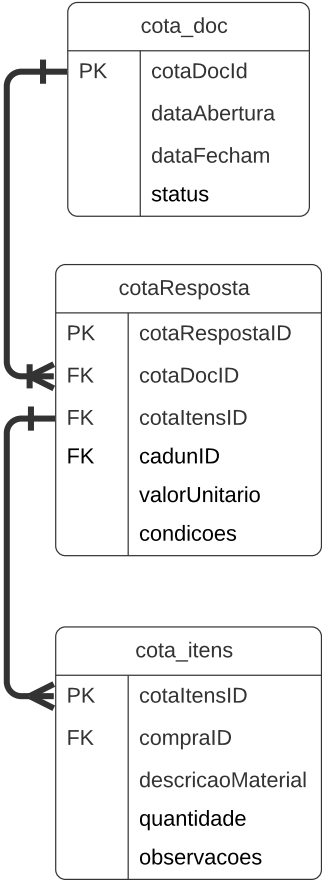 cota_doc
PK cotaDocId
dataAbertura
dataFecham
status
cotaResposta
PK cotaRespostaID
FK cotaDocID
FK cotaItensID
FK cadunID
valorUnitario
condicoes
cota_itens
PK cotaItensID
FK compraID
descricaoMaterial
quantidade
observacoes